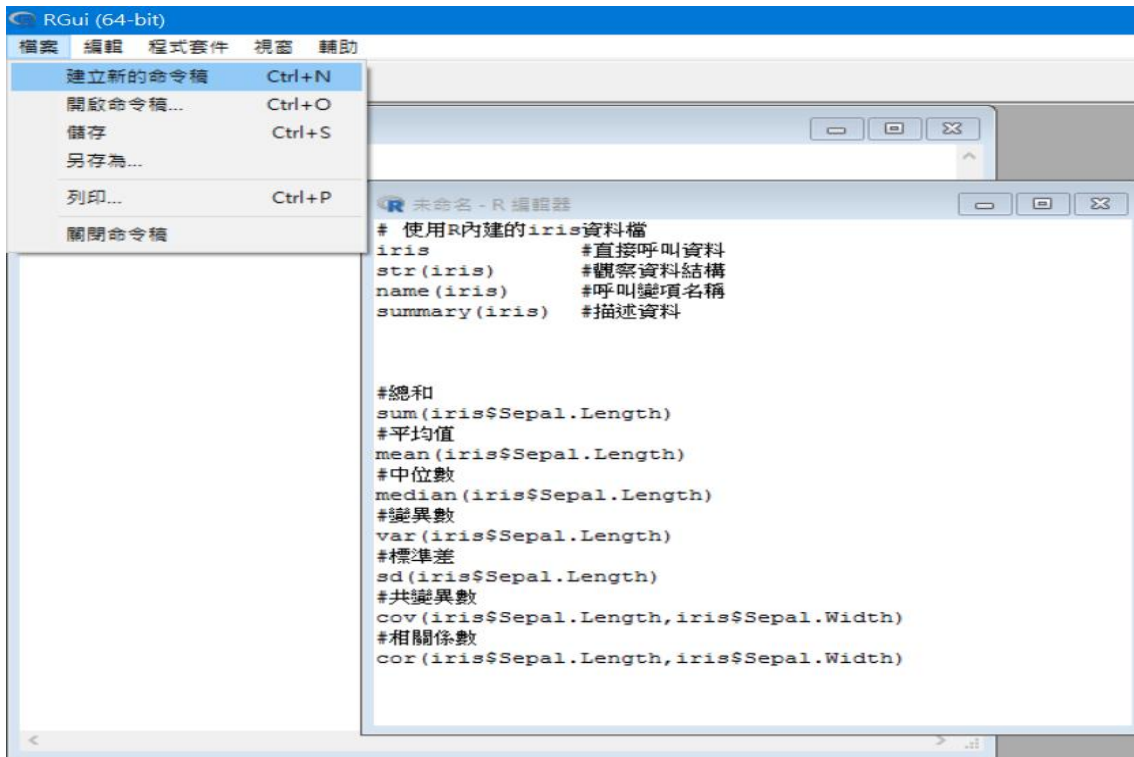 RGui (64-bit)
檔案 編輯 程式套件 視窗 輔助
建立新的命令稿 Ctrl+N
開啟命令稿... Ctrl+O
儲存 Ctrl+S
另存為...
列印... Ctrl+P
關閉命令稿
未命名 - R 編輯器
# 使用R內建的iris資料檔
iris #直接呼叫資料
str(iris) #觀察資料結構
name(iris) #呼叫變項名稱
summary(iris) #描述資料
#總和
sum(iris$Sepal.Length)
#平均值
mean(iris$Sepal.Length)
#中位數
median(iris$Sepal.Length)
#變異數
var(iris$Sepal.Length)
#標準差
sd(iris$Sepal.Length)
#共變異數
cov(iris$Sepal.Length,iris$Sepal.Width)
#相關係數
cor(iris$Sepal.Length,iris$Sepal.Width)